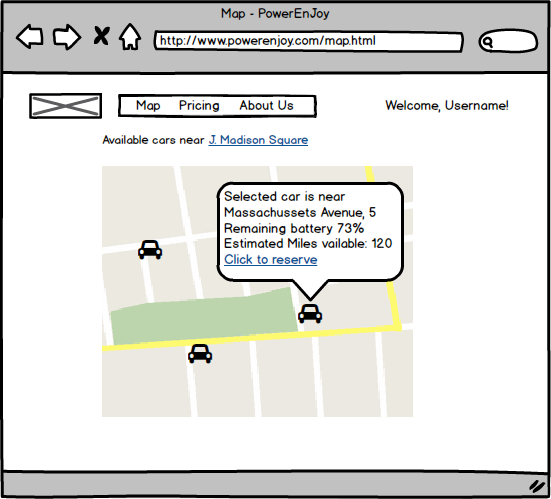 Map - PowerEnJoy
http://www.powerenjoy.com/map.html
Map Pricing About Us
Welcome, Username!
Available cars near J. Madison Square
Selected car is near
Massachussets Avenue, 5
Remaining battery 73%
Estimated Miles vailable: 120
Click to reserve